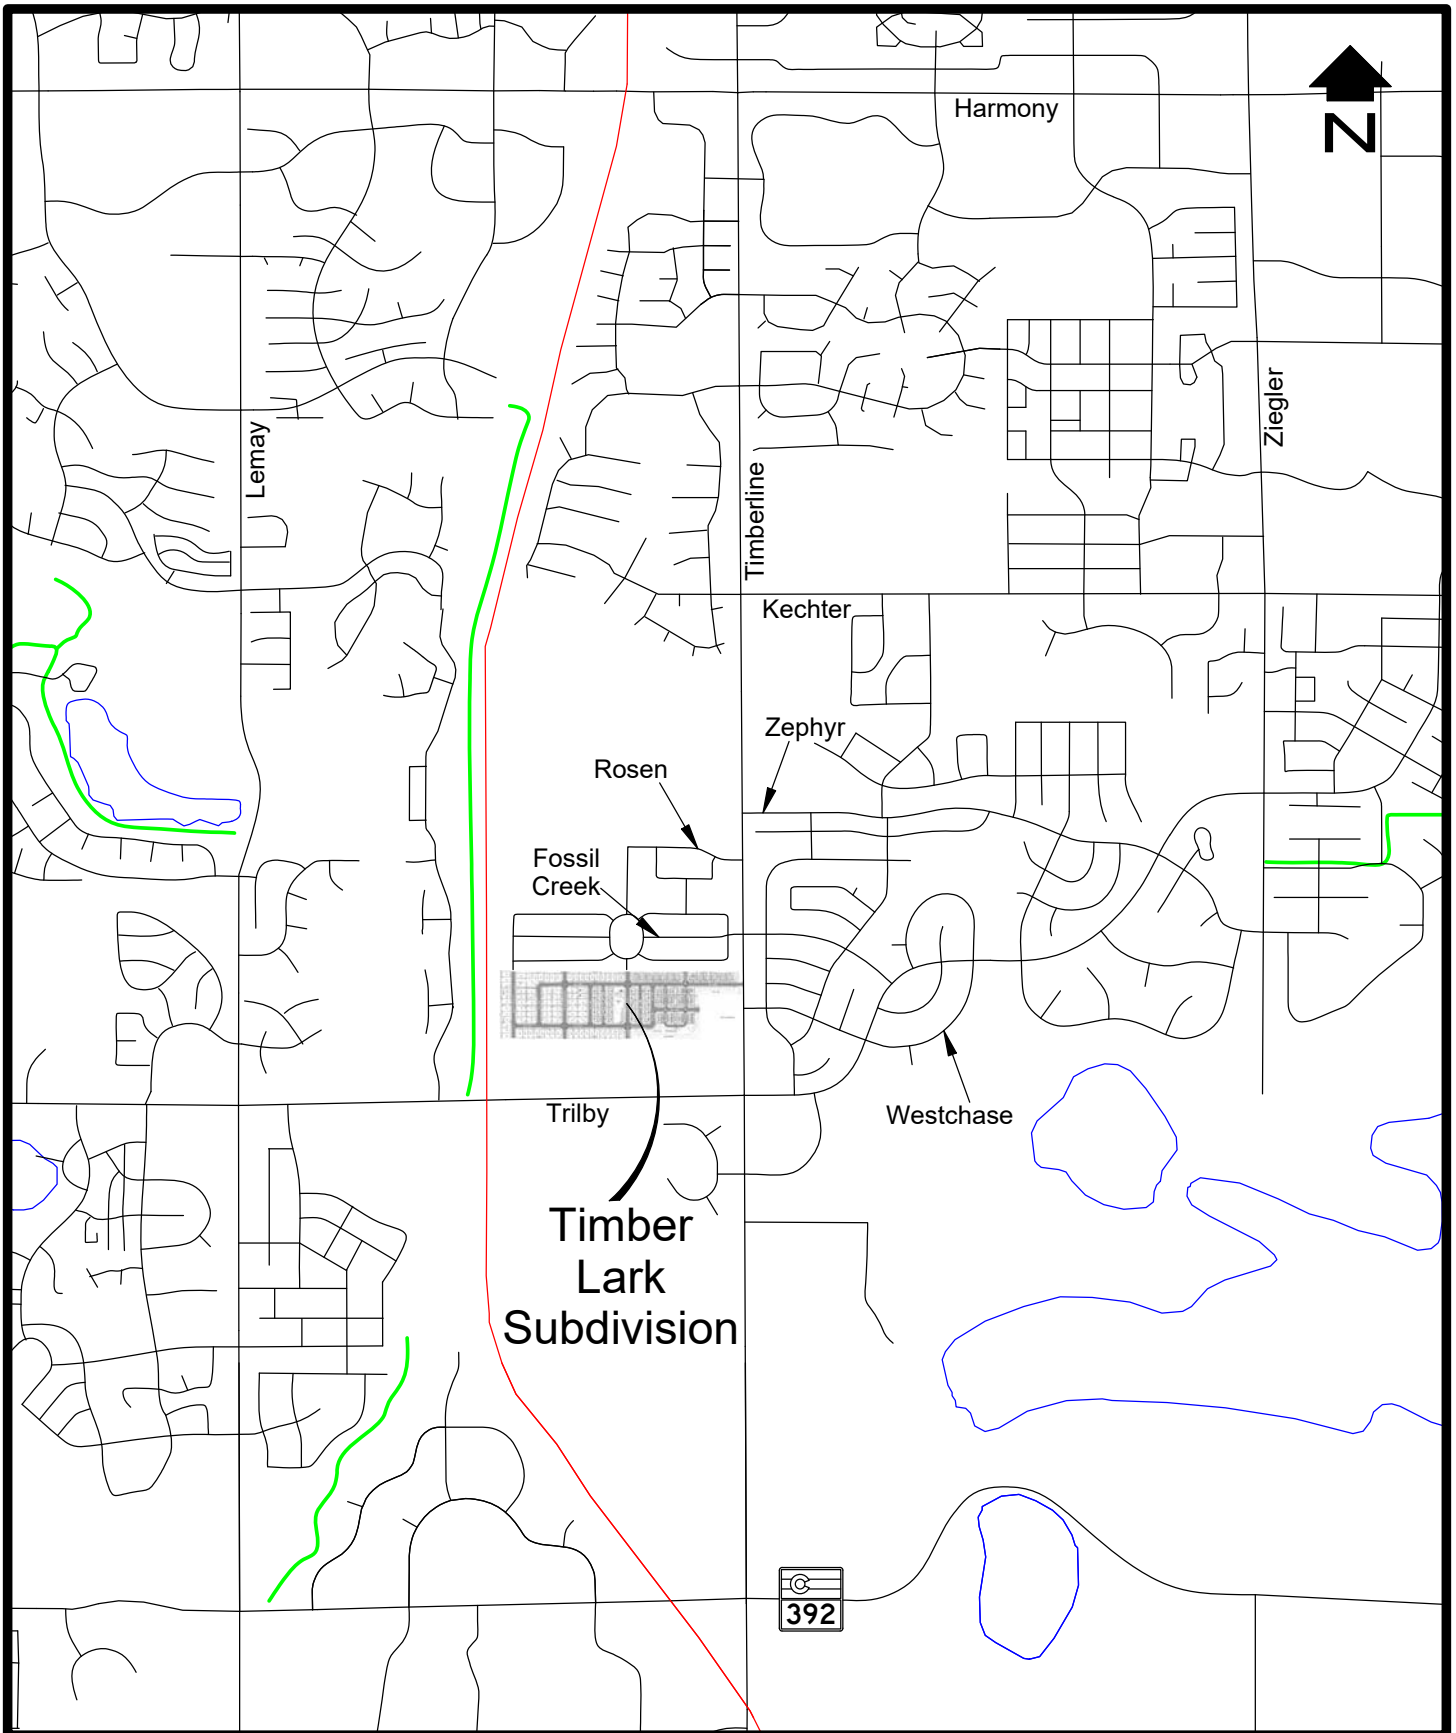 Harmony
N
Ziegler
Lemay
Timberline
Kechter
Zephyr
Rosen
Fossil
Creek
Trilby
Westchase
Timber
Lark
Subdivision
C
392